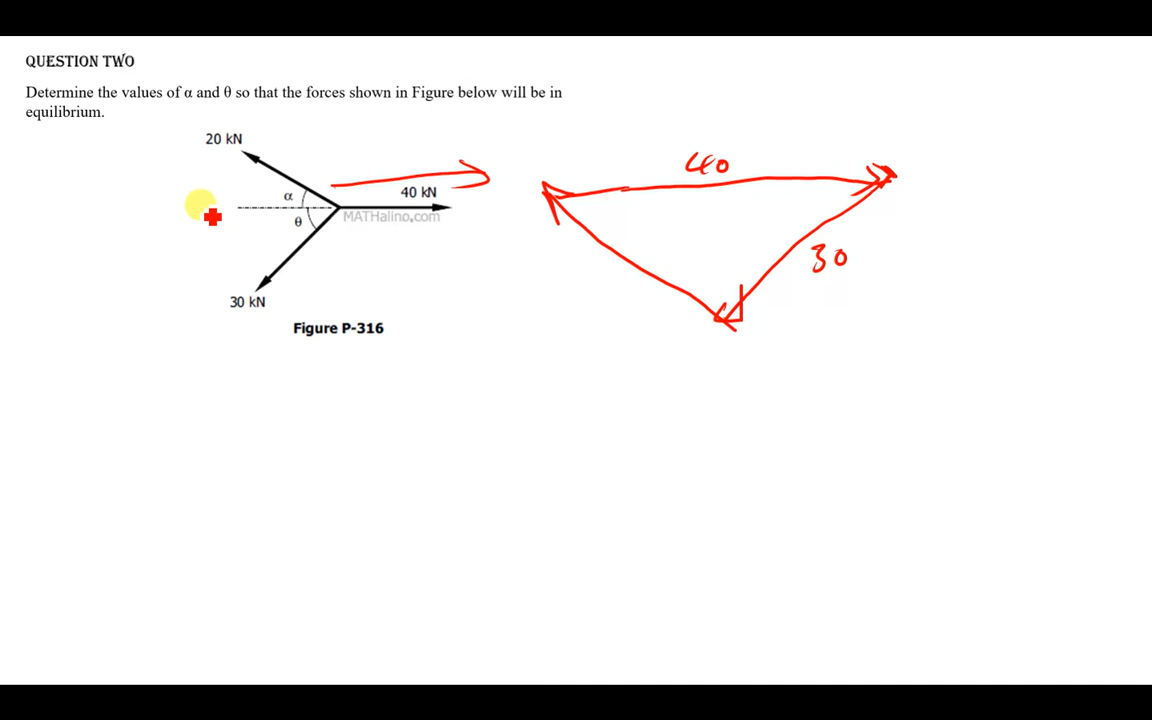 QUESTION TWO
Determine the values of α and θ so that the forces shown in Figure below will be in
equilibrium.
20 kN
40
α
40 kN
θ
MATHalino.com
30
30 kN
Figure P-316